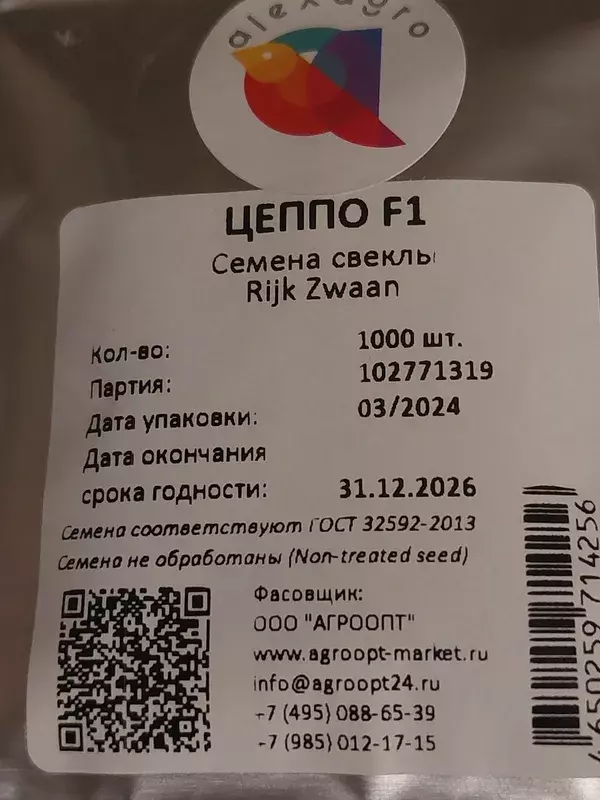 alexagro
ЦЕППО F1
Семена свеклы
Rijk Zwaan
Кол-во: 1000 шт.
Партия: 102771319
Дата упаковки: 03/2024
Дата окончания
срока годности: 31.12.2026
Семена соответствуют ГОСТ 32592-2013
Семена не обработаны (Non-treated seed)
Фасовщик:
ООО "АГРООПТ"
www.agroopt-market.ru
info@agroopt24.ru
+7 (495) 088-65-39
+7 (985) 012-17-15
4650259714256